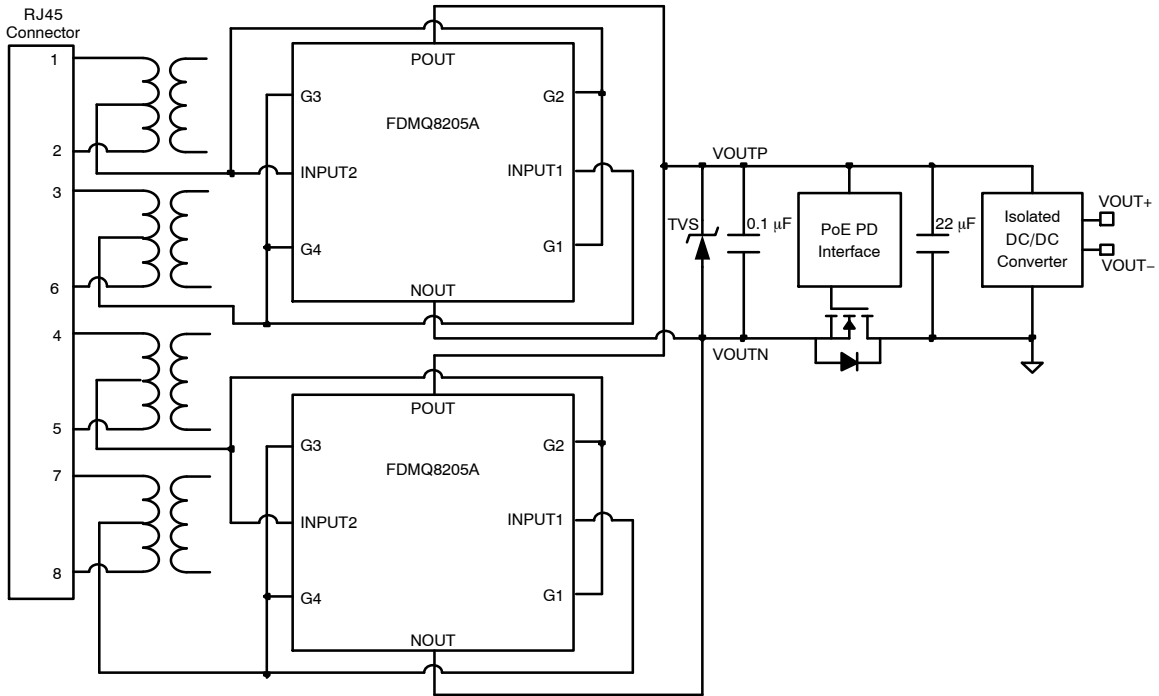 RJ45
Connector
1
2
3
6
4
5
7
8
POUT
G3
G2
FDMQ8205A
INPUT2
INPUT1
G4
G1
NOUT
POUT
G3
G2
FDMQ8205A
INPUT2
INPUT1
G4
G1
NOUT
VOUTP
TVS
0.1 μF
PoE PD
Interface
22 μF
Isolated
DC/DC
Converter
VOUT+
VOUT−
VOUTN